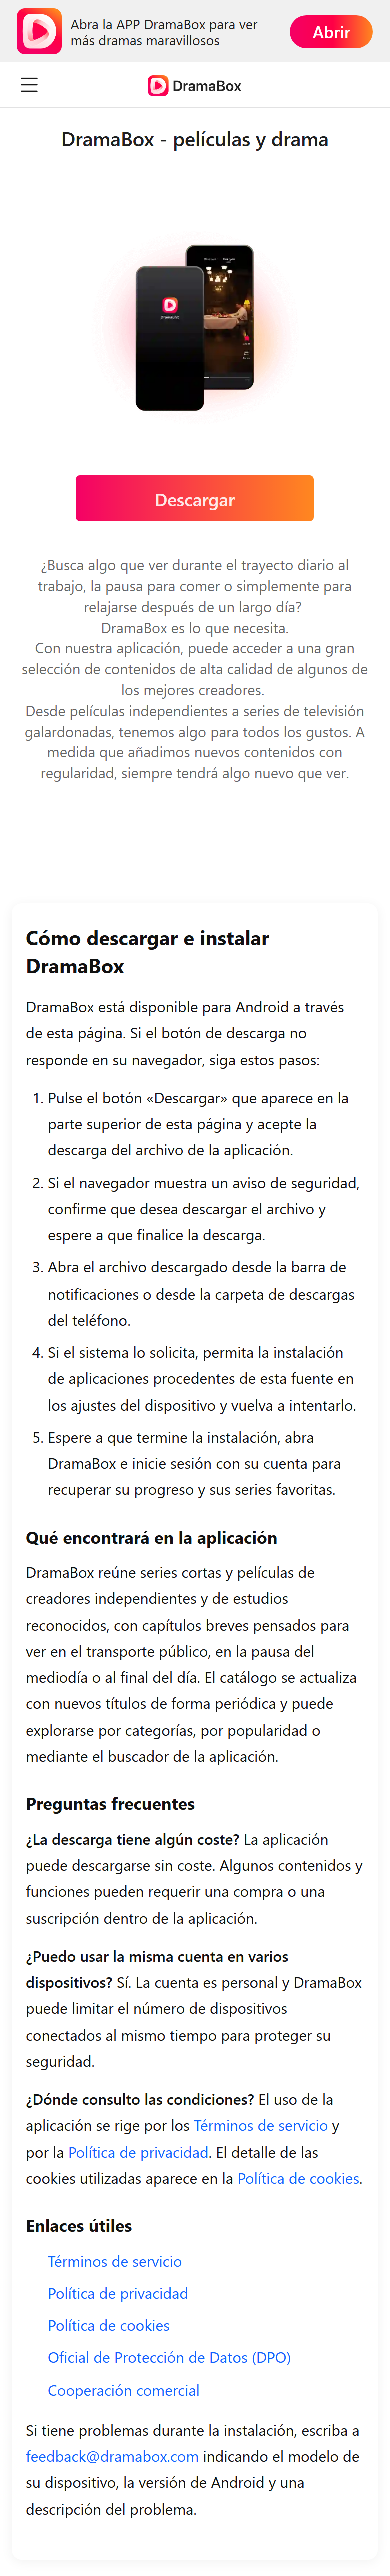 Abra la APP DramaBox para ver
más dramas maravillosos
Abrir
DramaBox
DramaBox - películas y drama
DramaBox
Descargar
¿Busca algo que ver durante el trayecto diario al
trabajo, la pausa para comer o simplemente para
relajarse después de un largo día?
DramaBox es lo que necesita.
Con nuestra aplicación, puede acceder a una gran
selección de contenidos de alta calidad de algunos de
los mejores creadores.
Desde películas independientes a series de televisión
galardonadas, tenemos algo para todos los gustos. A
medida que añadimos nuevos contenidos con
regularidad, siempre tendrá algo nuevo que ver.
Cómo descargar e instalar
DramaBox
DramaBox está disponible para Android a través
de esta página. Si el botón de descarga no
responde en su navegador, siga estos pasos:
1. Pulse el botón «Descargar» que aparece en la
parte superior de esta página y acepte la
descarga del archivo de la aplicación.
2. Si el navegador muestra un aviso de seguridad,
confirme que desea descargar el archivo y
espere a que finalice la descarga.
3. Abra el archivo descargado desde la barra de
notificaciones o desde la carpeta de descargas
del teléfono.
4. Si el sistema lo solicita, permita la instalación
de aplicaciones procedentes de esta fuente en
los ajustes del dispositivo y vuelva a intentarlo.
5. Espere a que termine la instalación, abra
DramaBox e inicie sesión con su cuenta para
recuperar su progreso y sus series favoritas.
Qué encontrará en la aplicación
DramaBox reúne series cortas y películas de
creadores independientes y de estudios
reconocidos, con capítulos breves pensados para
ver en el transporte público, en la pausa del
mediodía o al final del día. El catálogo se actualiza
con nuevos títulos de forma periódica y puede
explorarse por categorías, por popularidad o
mediante el buscador de la aplicación.
Preguntas frecuentes
¿La descarga tiene algún coste? La aplicación
puede descargarse sin coste. Algunos contenidos y
funciones pueden requerir una compra o una
suscripción dentro de la aplicación.
¿Puedo usar la misma cuenta en varios
dispositivos? Sí. La cuenta es personal y DramaBox
puede limitar el número de dispositivos
conectados al mismo tiempo para proteger su
seguridad.
¿Dónde consulto las condiciones? El uso de la
aplicación se rige por los Términos de servicio y
por la Política de privacidad. El detalle de las
cookies utilizadas aparece en la Política de cookies.
Enlaces útiles
Términos de servicio
Política de privacidad
Política de cookies
Oficial de Protección de Datos (DPO)
Cooperación comercial
Si tiene problemas durante la instalación, escriba a
feedback@dramabox.com indicando el modelo de
su dispositivo, la versión de Android y una
descripción del problema.